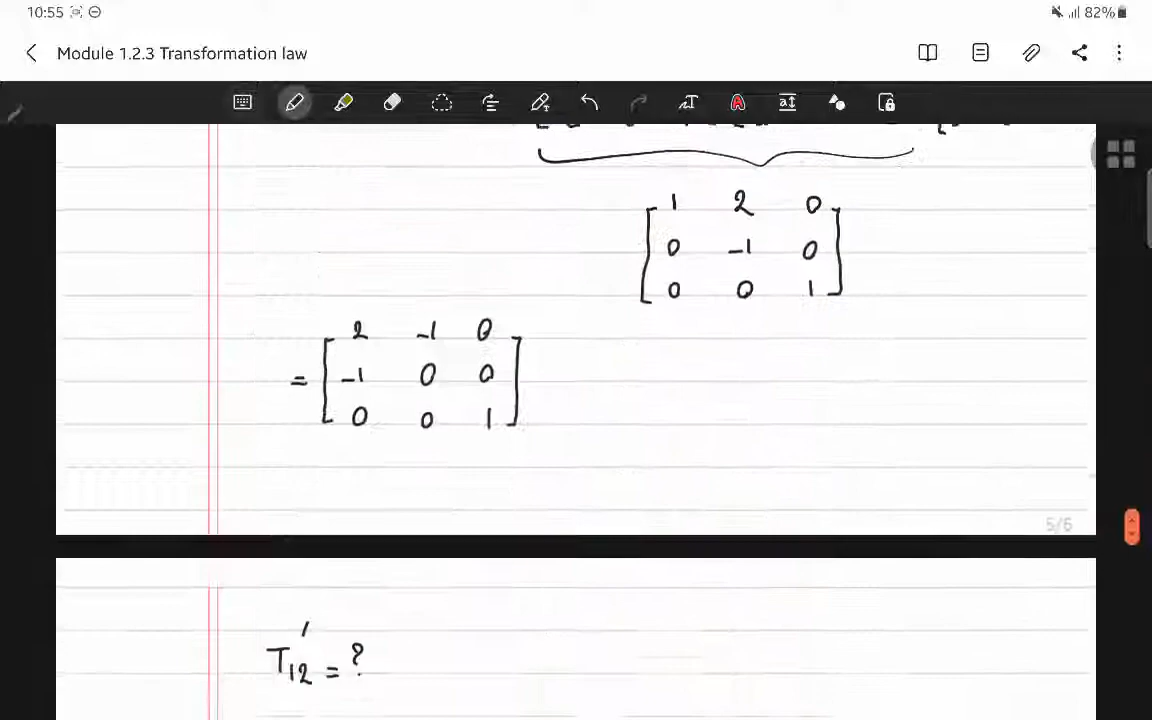 10:55 82%
Module 1.2.3 Transformation law
1 2 0
0 -1 0
0 0 1
2 -1 0
= -1 0 0
0 0 1
5/6
T'12 = ?